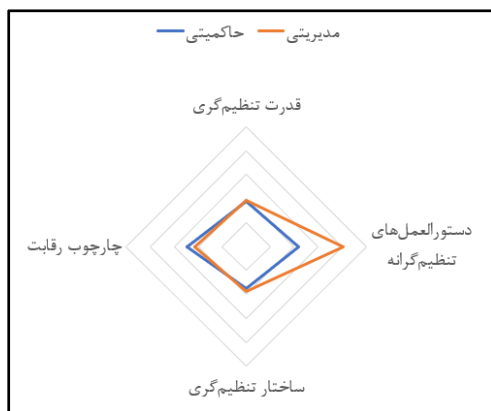 مدیریتی حاکمیتی
قدرت تنظیم‌گری
دستورالعمل‌های
تنظیم‌گرانه
چارچوب رقابت
ساختار تنظیم‌گری